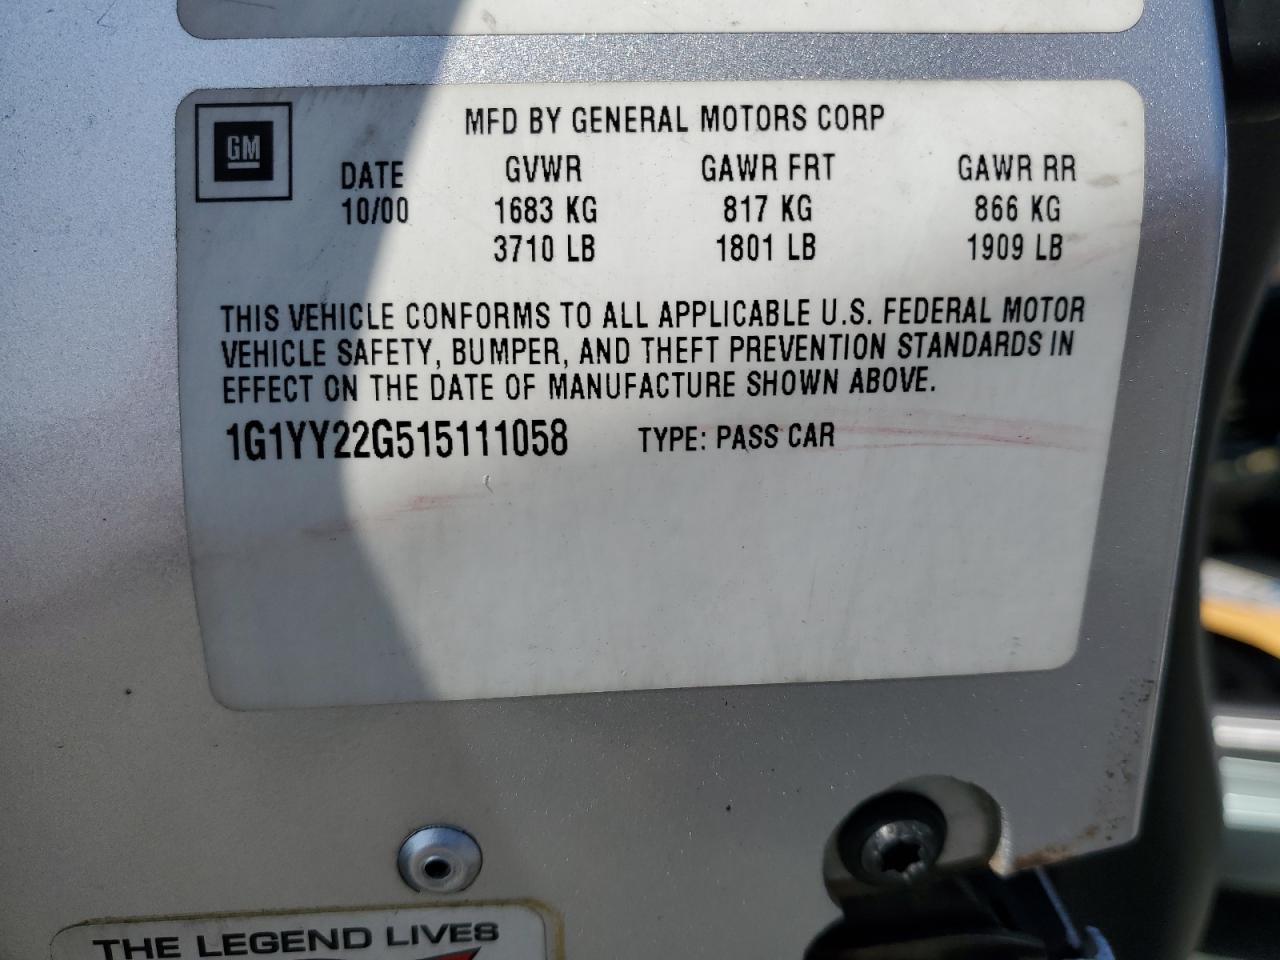 MFD BY GENERAL MOTORS CORP
GM
DATE GVWR GAWR FRT GAWR RR
10/00 1683 KG 817 KG 866 KG
3710 LB 1801 LB 1909 LB
THIS VEHICLE CONFORMS TO ALL APPLICABLE U.S. FEDERAL MOTOR
VEHICLE SAFETY, BUMPER, AND THEFT PREVENTION STANDARDS IN
EFFECT ON THE DATE OF MANUFACTURE SHOWN ABOVE.
1G1YY22G515111058 TYPE: PASS CAR
THE LEGEND LIVES